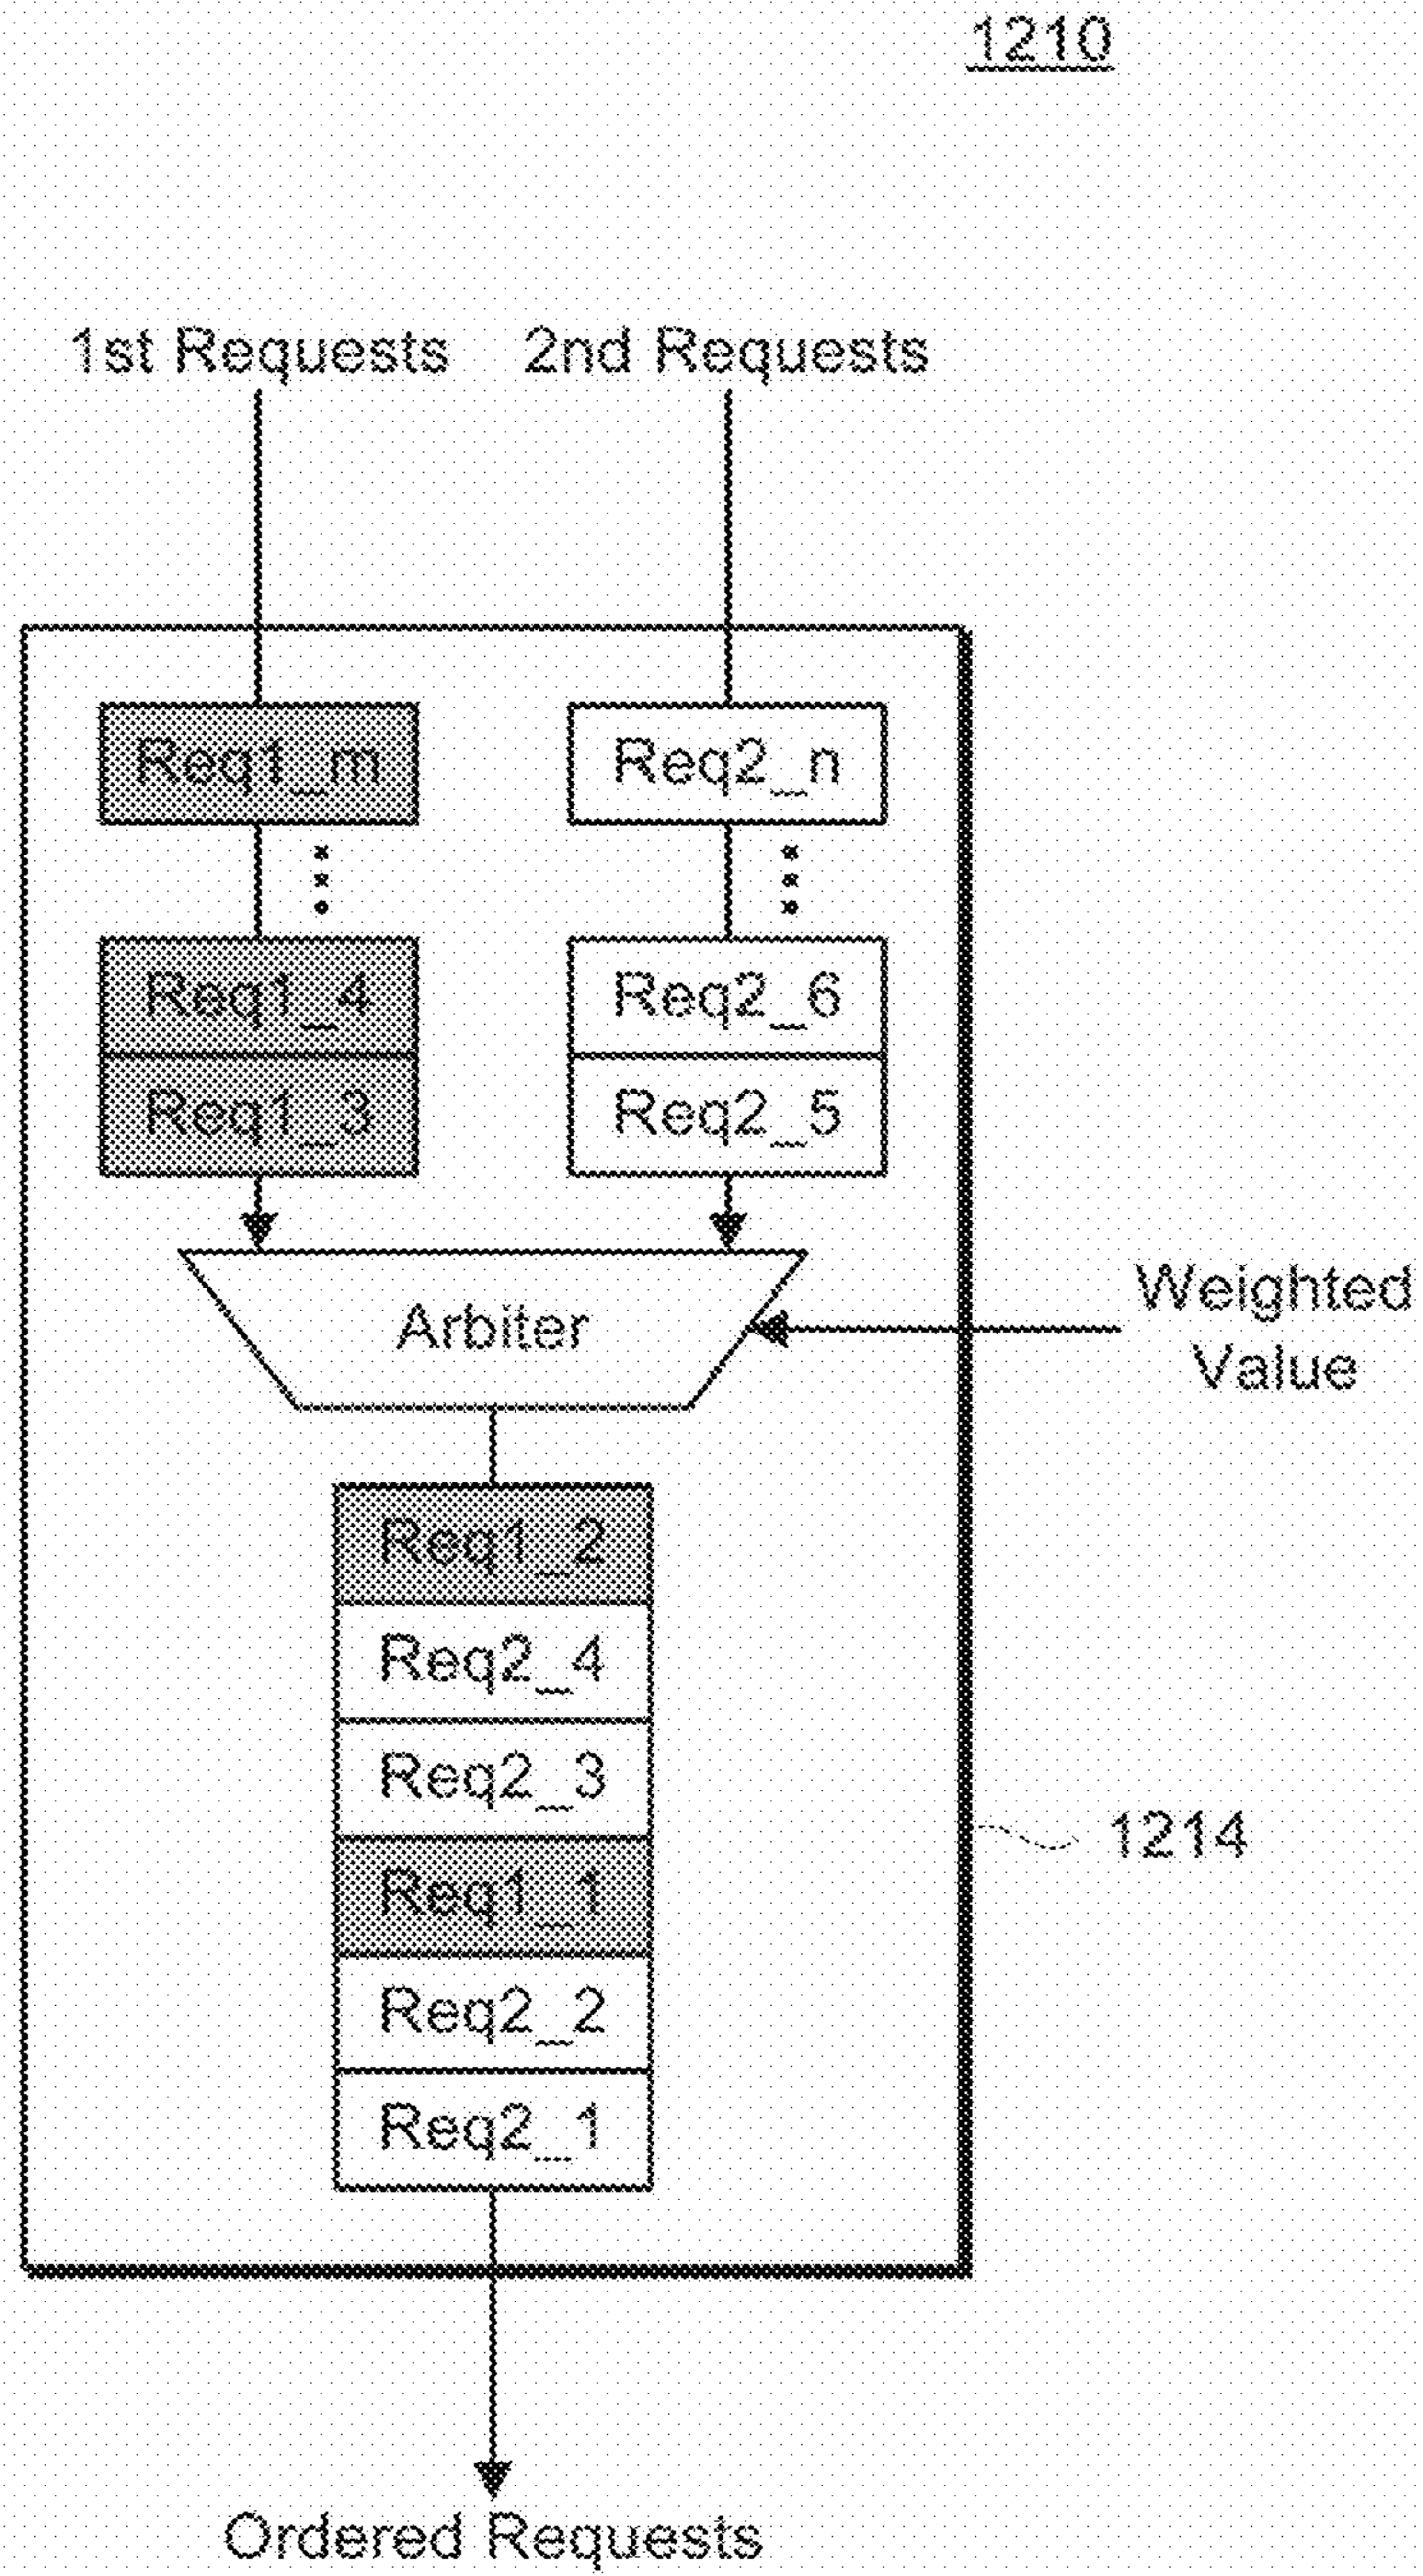 1210
1st Requests 2nd Requests
Req1_m Req2_n
Req1_4 Req2_6
Req1_3 Req2_5
Arbiter
Weighted
Value
Req1_2
Req2_4
Req2_3
1214
Req1_1
Req2_2
Req2_1
Ordered Requests